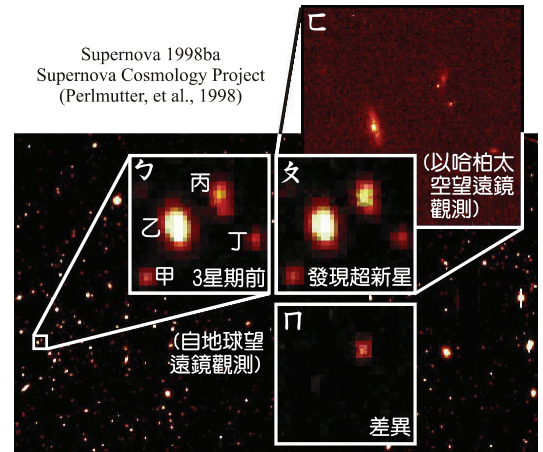 Supernova 1998ba
Supernova Cosmology Project
(Perlmutter, et al., 1998)
ㄈ
(以哈柏太
空望遠鏡
觀測)
ㄅ
丙
乙
丁
甲
3星期前
ㄆ
發現超新星
(自地球望
遠鏡觀測)
ㄇ
差異